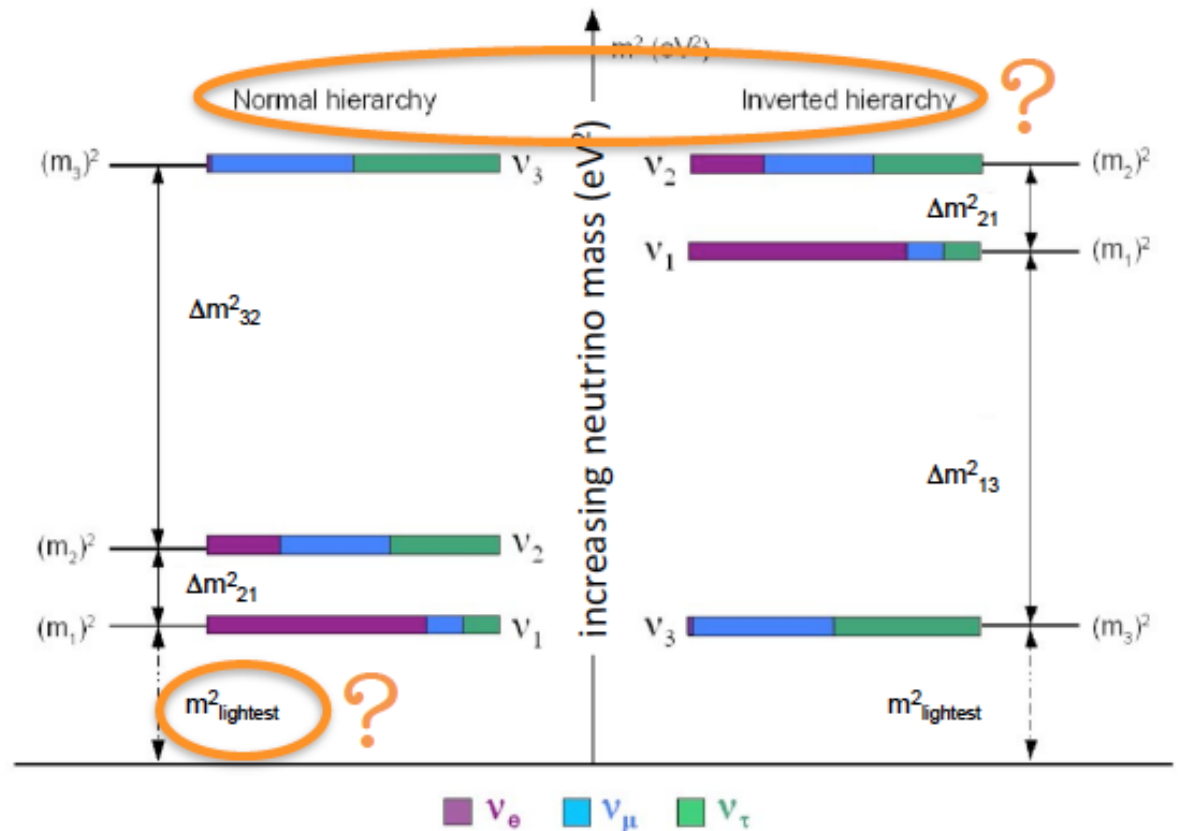 m² (eV²)
Normal hierarchy
Inverted hierarchy
?
increasing neutrino mass (eV²)
(m₃)²
ν₃
Δm²₃₂
(m₂)²
ν₂
Δm²₂₁
(m₁)²
ν₁
m²lightest
?
ν₂
(m₂)²
Δm²₂₁
ν₁
(m₁)²
Δm²₁₃
ν₃
(m₃)²
m²lightest
νₑ νμ ντ